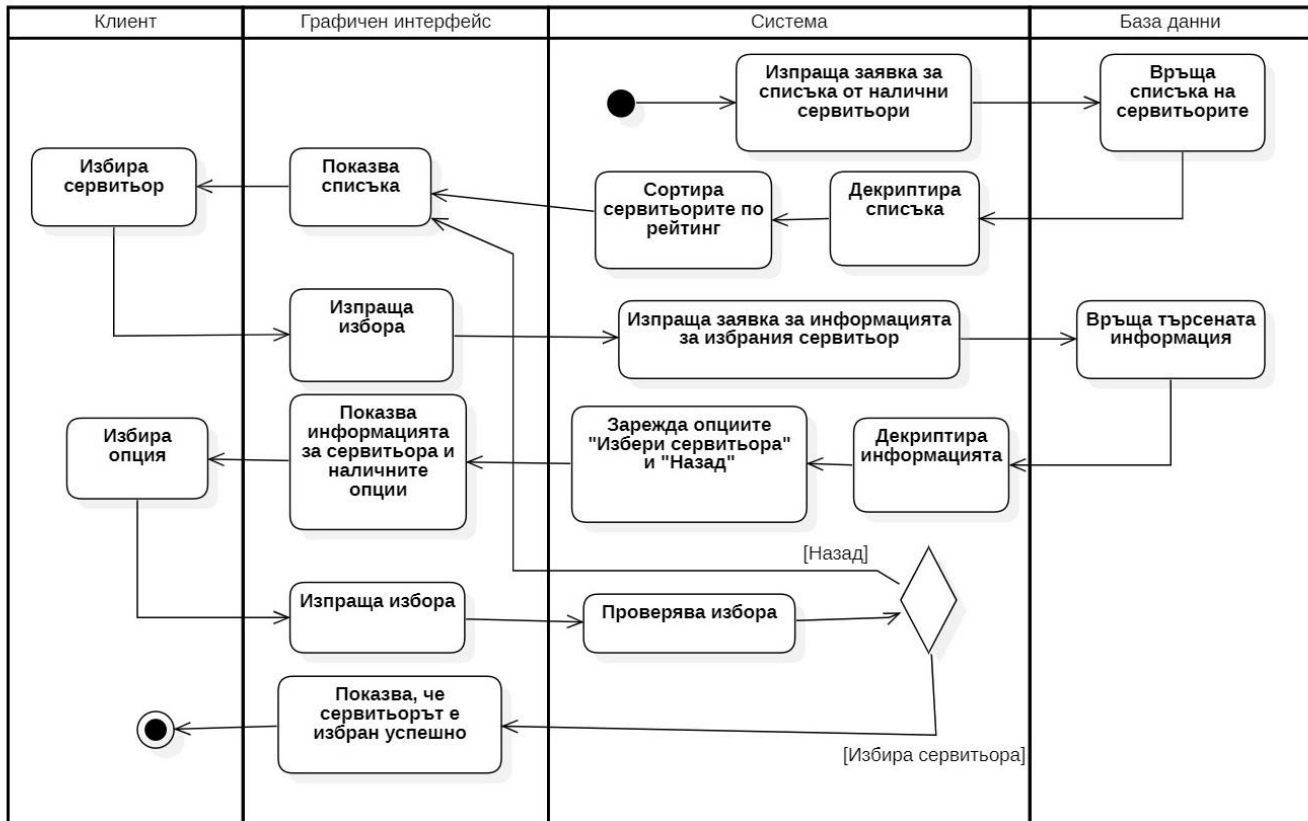 Клиент
Графичен интерфейс
Система
База данни
Изпраща заявка за
списъка от налични
сервитьори
Връща
списъка на
сервитьорите
Избира
сервитьор
Показва
списъка
Сортира
сервитьорите по
рейтинг
Декриптира
списъка
Изпраща
избора
Изпраща заявка за информацията
за избрания сервитьор
Връща търсената
информация
Избира
опция
Показва
информацията
за сервитьора и
наличните
опции
Зарежда опциите
"Избери сервитьора"
и "Назад"
Декриптира
информацията
[Назад]
Изпраща избора
Проверява избора
Показва, че
сервитьорът е
избран успешно
[Избира сервитьора]